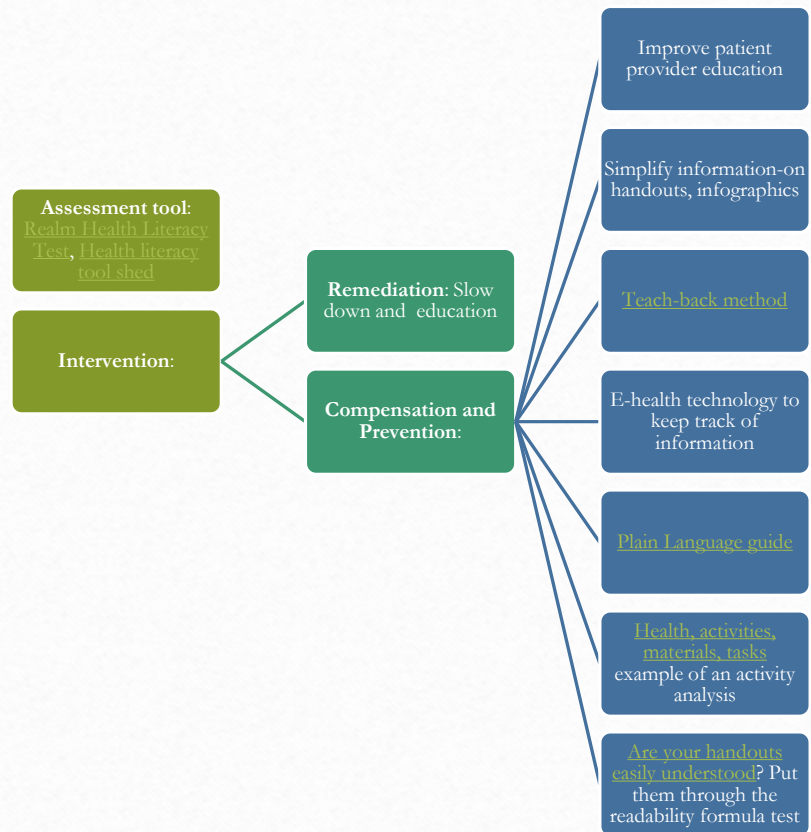 Assessment tool:
Realm Health Literacy
Test, Health literacy
tool shed
Intervention:
Remediation: Slow
down and education
Compensation and
Prevention:
Improve patient
provider education
Simplify information-on
handouts, infographics
Teach-back method
E-health technology to
keep track of
information
Plain Language guide
Health, activities,
materials, tasks
example of an activity
analysis
Are your handouts
easily understood? Put
them through the
readability formula test